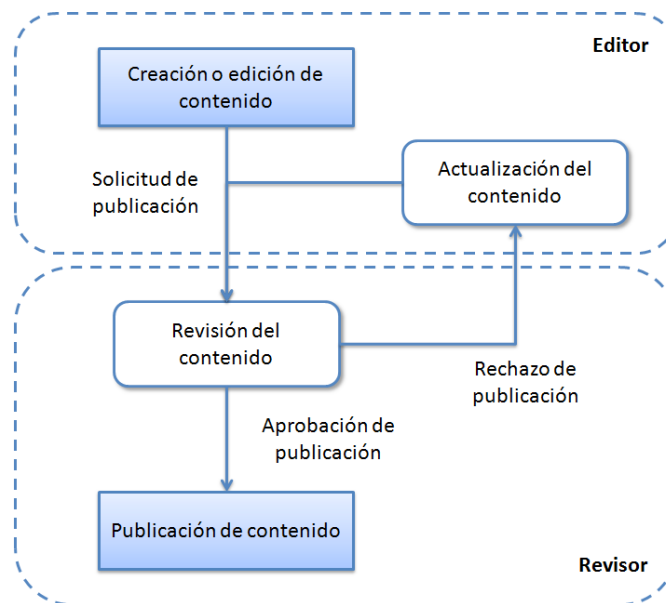 Editor
Creación o edición de
contenido
Actualización del
contenido
Solicitud de
publicación
Revisión del
contenido
Rechazo de
publicación
Aprobación de
publicación
Publicación de contenido
Revisor